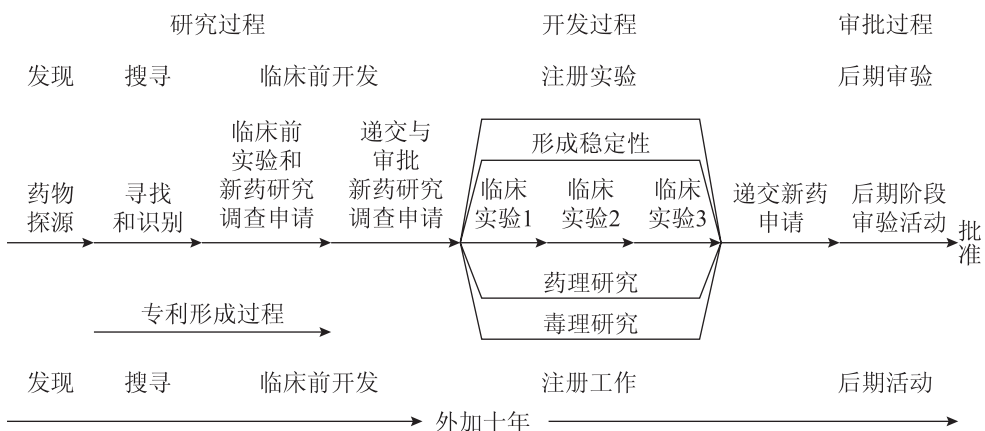 研究过程 开发过程 审批过程
发现 搜寻 临床前开发 注册实验 后期审验
药物
探源
寻找
和识别
临床前
实验和
新药研究
调查申请
递交与
审批
新药研究
调查申请
形成稳定性
临床
实验1
临床
实验2
临床
实验3
药理研究
毒理研究
递交新药
申请
后期阶段
审验活动
批
准
专利形成过程
发现 搜寻 临床前开发 注册工作 后期活动
外加十年